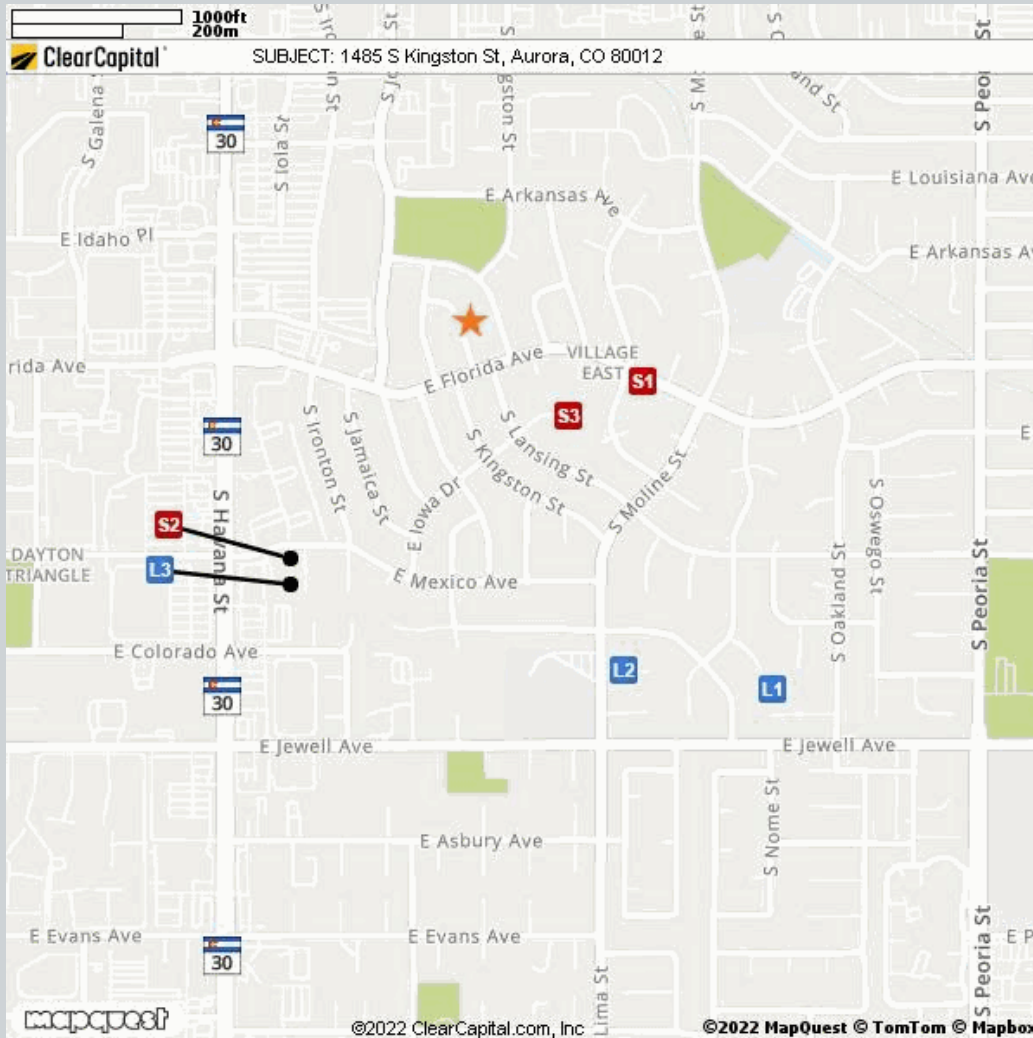 1000ft
200m
ClearCapital
SUBJECT: 1485 S Kingston St, Aurora, CO 80012
S Galena
30
S Iola St
S Peor
and St
E Arkansas Ave
E Louisiana Ave
E Idaho Pl
E Arkansas Av
rida Ave
E Florida Ave
VILLAGE
EAST
S1
S3
30
S Ironton St
S Jamaica St
S Lansing St
S Kingston St
E Iowa Dr
S Moline St
S Havana St
S2
L3
DAYTON
TRIANGLE
E Mexico Ave
S Oswego St
S Oakland St
S Peoria St
E Colorado Ave
30
L2
L1
E Jewell Ave
E Jewell Ave
E Asbury Ave
S Nome St
E Evans Ave
E Evans Ave
30
Lima St
S Peoria St
E P
mapquest
©2022 ClearCapital.com, Inc
©2022 MapQuest © TomTom © Mapbox